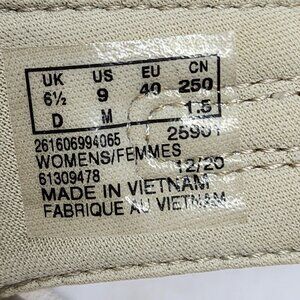 UK US EU CN
6½ 9 40 250
D M 1.5
261606994065 25901
WOMENS/FEMMES
61309478 12/20
MADE IN VIETNAM
FABRIQUE AU VIETNAM